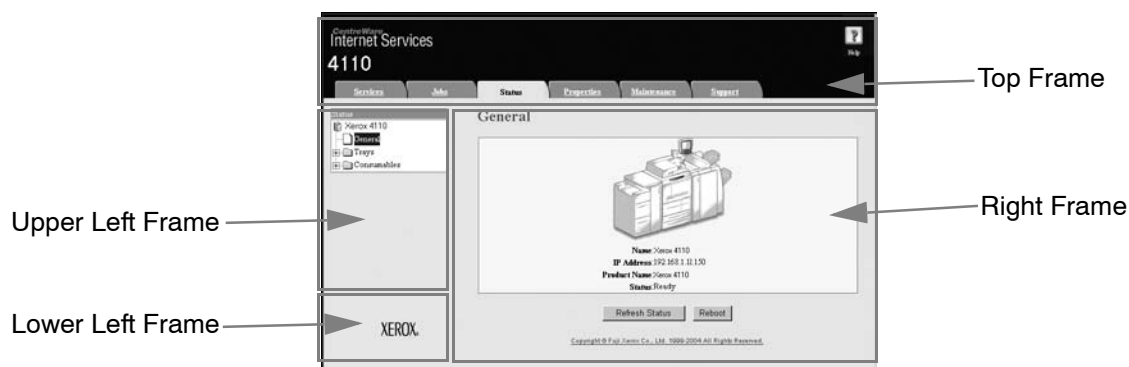 CentreWare
Internet Services
4110
?
Help
Services Jobs Status Properties Maintenance Support
Top Frame
Status
Xerox 4110
General
Trays
Consumables
General
Upper Left Frame
Right Frame
Name: Xerox 4110
IP Address: 192.168.1.11.150
Product Name: Xerox 4110
Status: Ready
Refresh Status Reboot
Lower Left Frame
XEROX.
Copyright © Fuji Xerox Co., Ltd. 1999-2004 All Rights Reserved.